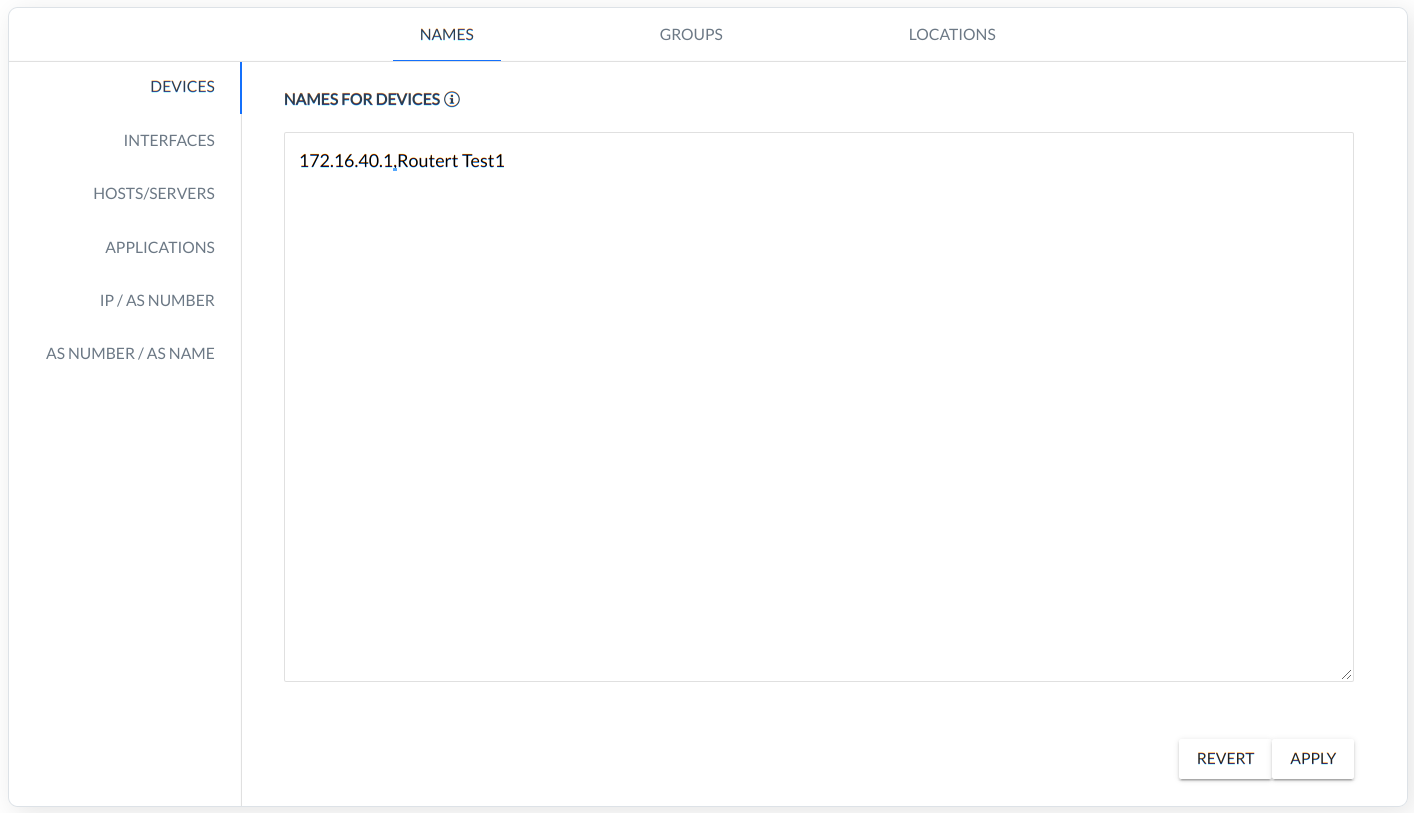 NAMES
GROUPS
LOCATIONS
DEVICES
INTERFACES
HOSTS/SERVERS
APPLICATIONS
IP / AS NUMBER
AS NUMBER / AS NAME
NAMES FOR DEVICES
172.16.40.1,Routert Test1
REVERT
APPLY